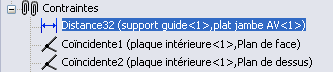 Contraintes
Distance32 (support guide<1>,plat jambe AV<1>)
Coïncidente1 (plaque intérieure<1>,Plan de face)
Coïncidente2 (plaque intérieure<1>,Plan de dessus)